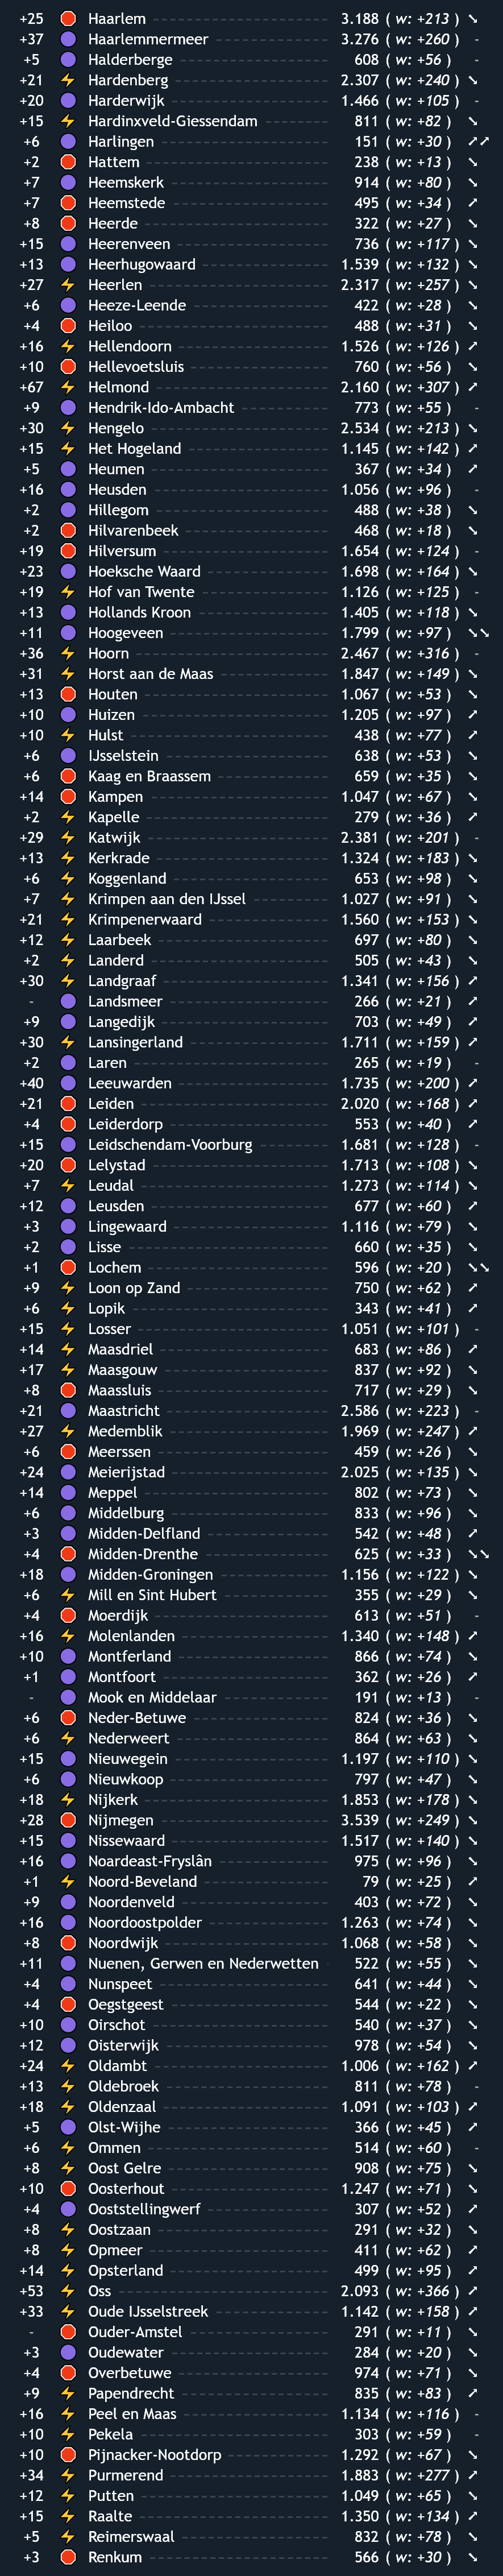 +25 Haarlem 3.188 ( w: +213 ) ➘
+37 Haarlemmermeer 3.276 ( w: +260 ) -
+5 Halderberge 608 ( w: +56 ) -
+21 Hardenberg 2.307 ( w: +240 ) ➘
+20 Harderwijk 1.466 ( w: +105 ) -
+15 Hardinxveld-Giessendam 811 ( w: +82 ) ➘
+6 Harlingen 151 ( w: +30 ) ➚➚
+2 Hattem 238 ( w: +13 ) ➘
+7 Heemskerk 914 ( w: +80 ) ➘
+7 Heemstede 495 ( w: +34 ) ➚
+8 Heerde 322 ( w: +27 ) ➘
+15 Heerenveen 736 ( w: +117 ) ➘
+13 Heerhugowaard 1.539 ( w: +132 ) ➘
+27 Heerlen 2.317 ( w: +257 ) ➘
+6 Heeze-Leende 422 ( w: +28 ) ➘
+4 Heiloo 488 ( w: +31 ) ➘
+16 Hellendoorn 1.526 ( w: +126 ) ➚
+10 Hellevoetsluis 760 ( w: +56 ) ➘
+67 Helmond 2.160 ( w: +307 ) ➚
+9 Hendrik-Ido-Ambacht 773 ( w: +55 ) -
+30 Hengelo 2.534 ( w: +213 ) ➘
+15 Het Hogeland 1.145 ( w: +142 ) ➚
+5 Heumen 367 ( w: +34 ) ➚
+16 Heusden 1.056 ( w: +96 ) -
+2 Hillegom 488 ( w: +38 ) ➘
+2 Hilvarenbeek 468 ( w: +18 ) ➘
+19 Hilversum 1.654 ( w: +124 ) -
+23 Hoeksche Waard 1.698 ( w: +164 ) ➘
+19 Hof van Twente 1.126 ( w: +125 ) -
+13 Hollands Kroon 1.405 ( w: +118 ) ➘
+11 Hoogeveen 1.799 ( w: +97 ) ➘➘
+36 Hoorn 2.467 ( w: +316 ) -
+31 Horst aan de Maas 1.847 ( w: +149 ) ➘
+13 Houten 1.067 ( w: +53 ) ➘
+10 Huizen 1.205 ( w: +97 ) ➚
+10 Hulst 438 ( w: +77 ) ➚
+6 IJsselstein 638 ( w: +53 ) ➘
+6 Kaag en Braassem 659 ( w: +35 ) ➘
+14 Kampen 1.047 ( w: +67 ) ➘
+2 Kapelle 279 ( w: +36 ) ➚
+29 Katwijk 2.381 ( w: +201 ) -
+13 Kerkrade 1.324 ( w: +183 ) ➘
+6 Koggenland 653 ( w: +98 ) ➘
+7 Krimpen aan den IJssel 1.027 ( w: +91 ) ➘
+21 Krimpenerwaard 1.560 ( w: +153 ) ➘
+12 Laarbeek 697 ( w: +80 ) ➘
+2 Landerd 505 ( w: +43 ) ➘
+30 Landgraaf 1.341 ( w: +156 ) ➚
- Landsmeer 266 ( w: +21 ) ➚
+9 Langedijk 703 ( w: +49 ) ➚
+30 Lansingerland 1.711 ( w: +159 ) ➚
+2 Laren 265 ( w: +19 ) -
+40 Leeuwarden 1.735 ( w: +200 ) ➚
+21 Leiden 2.020 ( w: +168 ) ➚
+4 Leiderdorp 553 ( w: +40 ) ➚
+15 Leidschendam-Voorburg 1.681 ( w: +128 ) -
+20 Lelystad 1.713 ( w: +108 ) ➘
+7 Leudal 1.273 ( w: +114 ) ➘
+12 Leusden 677 ( w: +60 ) ➚
+3 Lingewaard 1.116 ( w: +79 ) ➘
+2 Lisse 660 ( w: +35 ) ➘
+1 Lochem 596 ( w: +20 ) ➘➘
+9 Loon op Zand 750 ( w: +62 ) ➚
+6 Lopik 343 ( w: +41 ) ➚
+15 Losser 1.051 ( w: +101 ) -
+14 Maasdriel 683 ( w: +86 ) ➚
+17 Maasgouw 837 ( w: +92 ) ➘
+8 Maassluis 717 ( w: +29 ) ➘
+21 Maastricht 2.586 ( w: +223 ) -
+27 Medemblik 1.969 ( w: +247 ) ➚
+6 Meerssen 459 ( w: +26 ) ➘
+24 Meierijstad 2.025 ( w: +135 ) ➘
+14 Meppel 802 ( w: +73 ) ➘
+6 Middelburg 833 ( w: +96 ) ➘
+3 Midden-Delfland 542 ( w: +48 ) ➚
+4 Midden-Drenthe 625 ( w: +33 ) ➘➘
+18 Midden-Groningen 1.156 ( w: +122 ) ➘
+6 Mill en Sint Hubert 355 ( w: +29 ) ➘
+4 Moerdijk 613 ( w: +51 ) -
+16 Molenlanden 1.340 ( w: +148 ) ➚
+10 Montferland 866 ( w: +74 ) ➘
+1 Montfoort 362 ( w: +26 ) ➚
- Mook en Middelaar 191 ( w: +13 ) -
+6 Neder-Betuwe 824 ( w: +36 ) ➘
+6 Nederweert 864 ( w: +63 ) ➘
+15 Nieuwegein 1.197 ( w: +110 ) ➘
+6 Nieuwkoop 797 ( w: +47 ) ➘
+18 Nijkerk 1.853 ( w: +178 ) ➘
+28 Nijmegen 3.539 ( w: +249 ) ➘
+15 Nissewaard 1.517 ( w: +140 ) ➘
+16 Noardeast-Fryslân 975 ( w: +96 ) ➘
+1 Noord-Beveland 79 ( w: +25 ) ➚
+9 Noordenveld 403 ( w: +72 ) ➘
+16 Noordoostpolder 1.263 ( w: +74 ) ➘
+8 Noordwijk 1.068 ( w: +58 ) ➘
+11 Nuenen, Gerwen en Nederwetten 522 ( w: +55 ) ➘
+4 Nunspeet 641 ( w: +44 ) ➘
+4 Oegstgeest 544 ( w: +22 ) ➘
+10 Oirschot 540 ( w: +37 ) ➘
+12 Oisterwijk 978 ( w: +54 ) ➘
+24 Oldambt 1.006 ( w: +162 ) ➚
+13 Oldebroek 811 ( w: +78 ) -
+18 Oldenzaal 1.091 ( w: +103 ) ➚
+5 Olst-Wijhe 366 ( w: +45 ) ➚
+6 Ommen 514 ( w: +60 ) -
+8 Oost Gelre 908 ( w: +75 ) ➘
+10 Oosterhout 1.247 ( w: +71 ) ➘
+4 Ooststellingwerf 307 ( w: +52 ) ➚
+8 Oostzaan 291 ( w: +32 ) ➘
+8 Opmeer 411 ( w: +62 ) ➚
+14 Opsterland 499 ( w: +95 ) ➚
+53 Oss 2.093 ( w: +366 ) ➚
+33 Oude IJsselstreek 1.142 ( w: +158 ) ➚
- Ouder-Amstel 291 ( w: +11 ) ➘
+3 Oudewater 284 ( w: +20 ) ➘
+4 Overbetuwe 974 ( w: +71 ) ➘
+9 Papendrecht 835 ( w: +83 ) ➚
+16 Peel en Maas 1.134 ( w: +116 ) -
+10 Pekela 303 ( w: +59 ) -
+10 Pijnacker-Nootdorp 1.292 ( w: +67 ) ➘
+34 Purmerend 1.883 ( w: +277 ) ➚
+12 Putten 1.049 ( w: +65 ) ➘
+15 Raalte 1.350 ( w: +134 ) ➚
+5 Reimerswaal 832 ( w: +78 ) ➘
+3 Renkum 566 ( w: +30 ) ➘